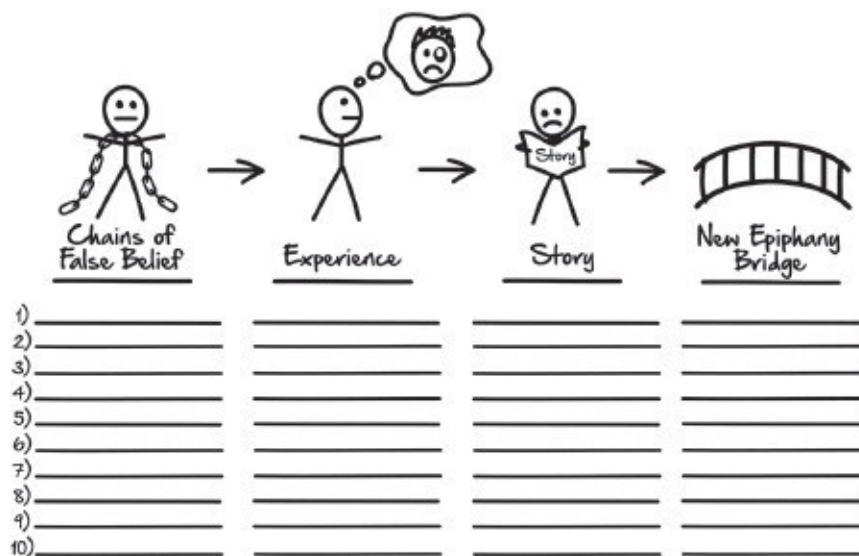 Story
Chains of
False Belief
Experience
Story
New Epiphany
Bridge
1)
2)
3)
4)
5)
6)
7)
8)
9)
10)